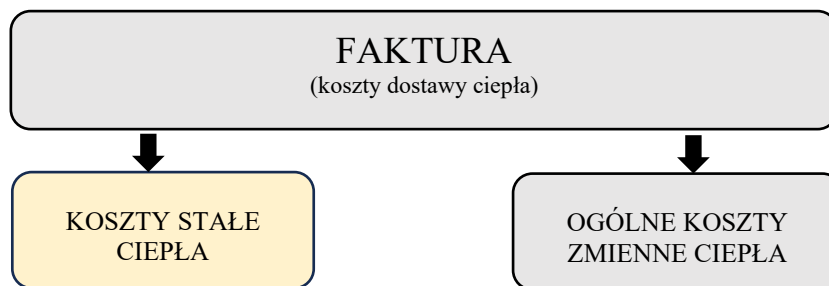 FAKTURA
(koszty dostawy ciepła)
KOSZTY STAŁE
CIEPŁA
OGÓLNE KOSZTY
ZMIENNE CIEPŁA